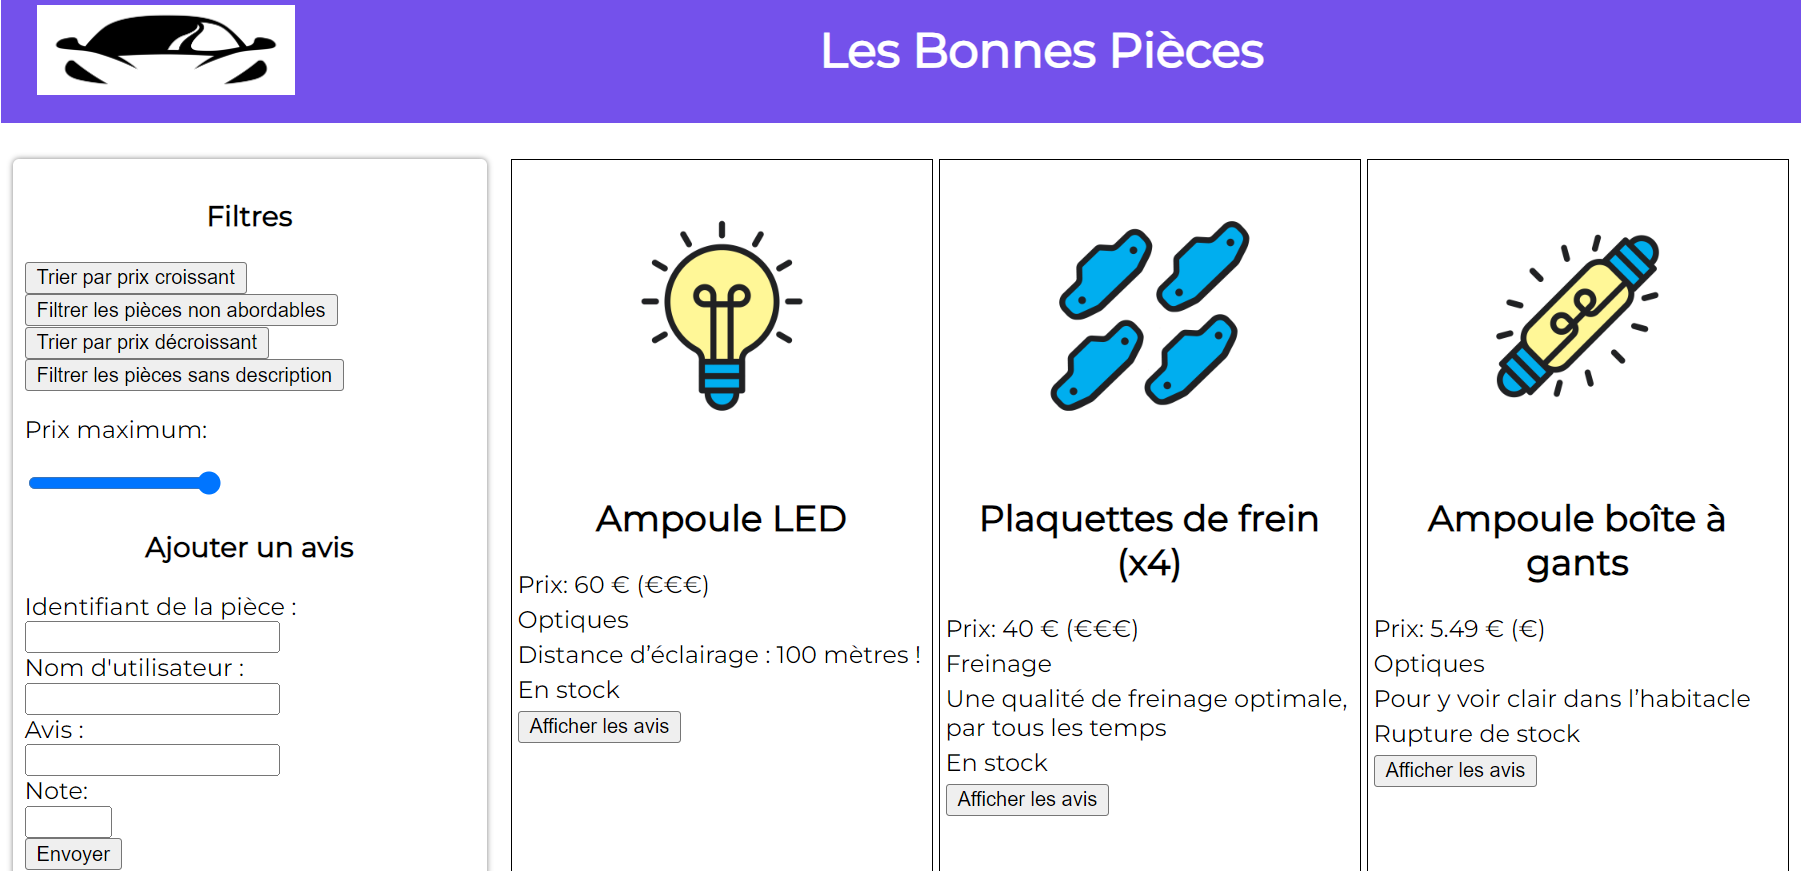 Les Bonnes Pièces
Filtres
Trier par prix croissant
Filtrer les pièces non abordables
Trier par prix décroissant
Filtrer les pièces sans description
Prix maximum:
Ajouter un avis
Identifiant de la pièce :
Nom d'utilisateur :
Avis :
Note:
Envoyer
Ampoule LED
Prix: 60 € (€€€)
Optiques
Distance d’éclairage : 100 mètres !
En stock
Afficher les avis
Plaquettes de frein
(x4)
Prix: 40 € (€€€)
Freinage
Une qualité de freinage optimale,
par tous les temps
En stock
Afficher les avis
Ampoule boîte à
gants
Prix: 5.49 € (€)
Optiques
Pour y voir clair dans l’habitacle
Rupture de stock
Afficher les avis